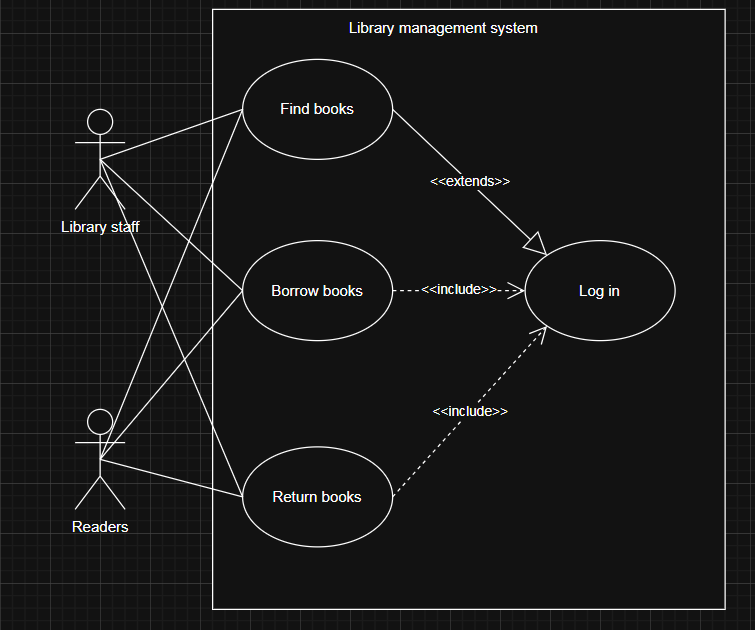 Library management system
Find books
<<extends>>
Library staff
Borrow books
<<include>>
Log in
<<include>>
Return books
Readers